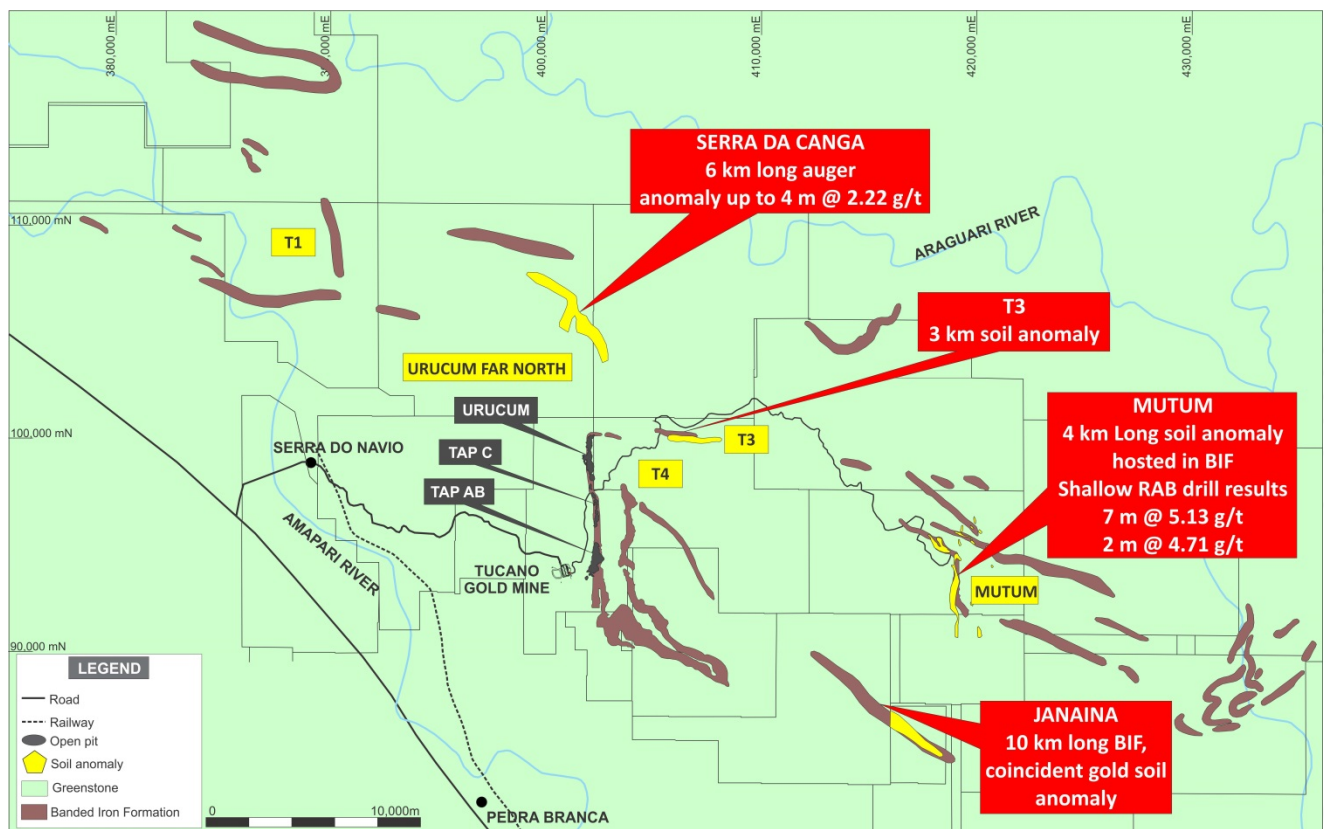 380,000 mE
400,000 mE
410,000 mE
420,000 mE
430,000 mE
SERRA DA CANGA
6 km long auger
anomaly up to 4 m @ 2.22 g/t
110,000 mN
T1
ARAGUARI RIVER
T3
3 km soil anomaly
URUCUM FAR NORTH
MUTUM
4 km Long soil anomaly
hosted in BIF
Shallow RAB drill results
7 m @ 5.13 g/t
2 m @ 4.71 g/t
URUCUM
100,000 mN
SERRA DO NAVIO
TAP C
T3
T4
TAP AB
AMAPARI RIVER
TUCANO
GOLD MINE
MUTUM
90,000 mN
LEGEND
Road
Railway
Open pit
Soil anomaly
Greenstone
Banded Iron Formation
0
10,000m
PEDRA BRANCA
JANAINA
10 km long BIF,
coincident gold soil
anomaly